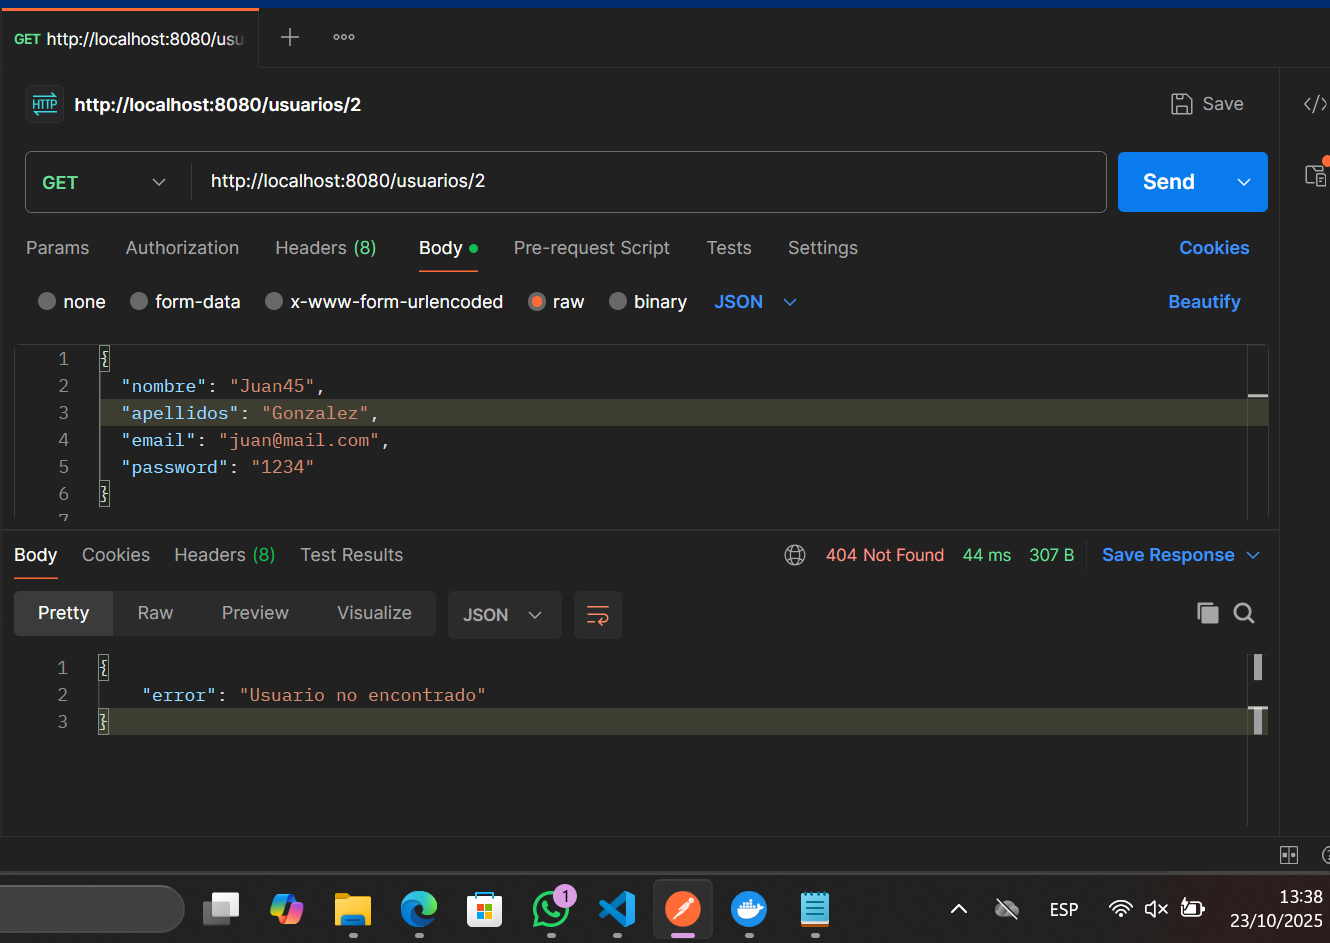 GET http://localhost:8080/usu
HTTP http://localhost:8080/usuarios/2
Save
GET http://localhost:8080/usuarios/2 Send
Params Authorization Headers (8) Body Pre-request Script Tests Settings Cookies
none form-data x-www-form-urlencoded raw binary JSON Beautify
1 {
2 "nombre": "Juan45",
3 "apellidos": "Gonzalez",
4 "email": "juan@mail.com",
5 "password": "1234"
6 }
7
Body Cookies Headers (8) Test Results 404 Not Found 44 ms 307 B Save Response
Pretty Raw Preview Visualize JSON
1 {
2 "error": "Usuario no encontrado"
3 }
1
ESP
13:38
23/10/2025